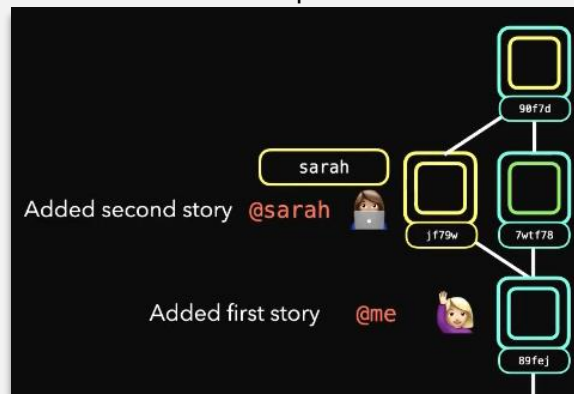 90f7d
sarah
Added second story @sarah
jf79w
7wtf78
Added first story @me
89fej